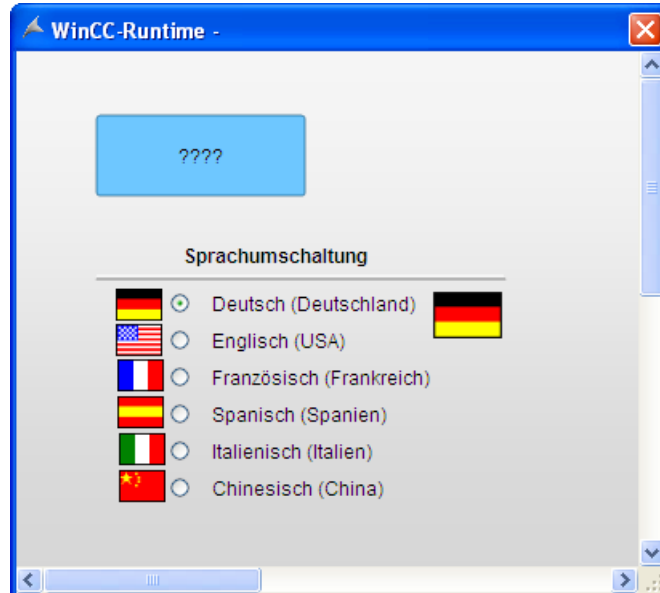 WinCC-Runtime -
????
Sprachumschaltung
Deutsch (Deutschland)
Englisch (USA)
Französisch (Frankreich)
Spanisch (Spanien)
Italienisch (Italien)
Chinesisch (China)